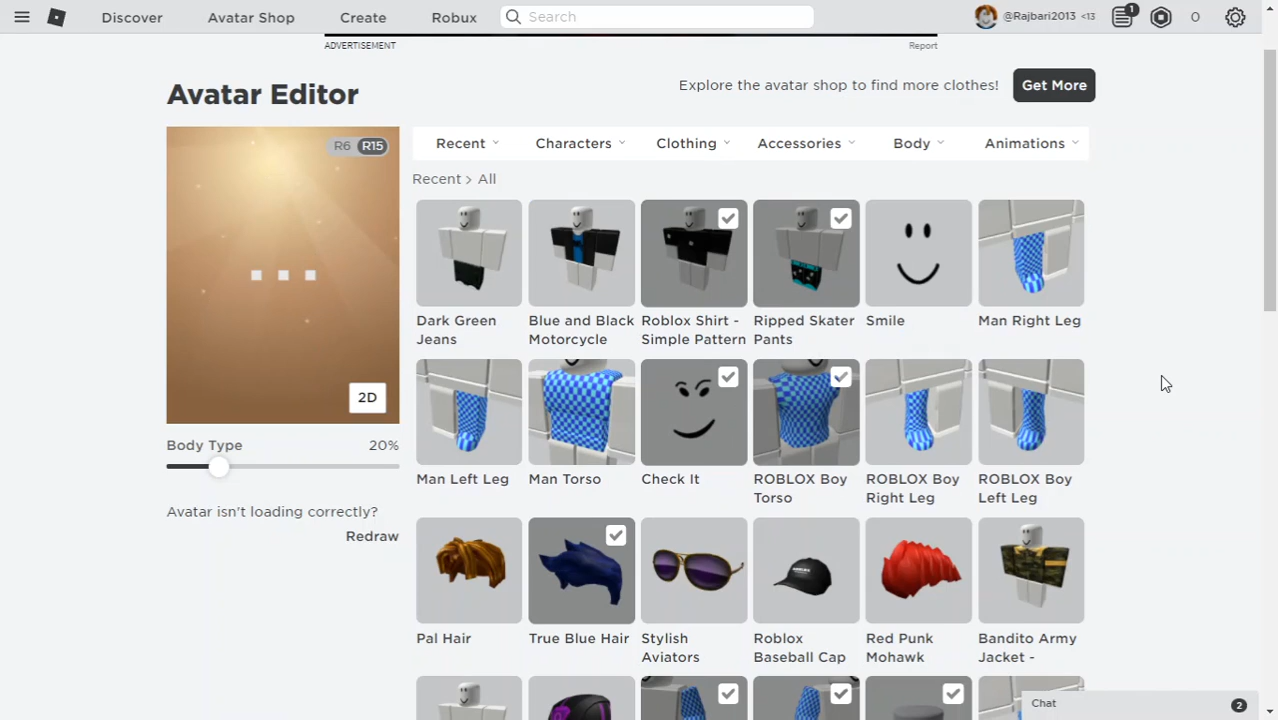 Discover
Avatar Shop
Create
Robux
Search
@Rajbari2013 <13
1
0
ADVERTISEMENT
Report
Avatar Editor
Explore the avatar shop to find more clothes!
Get More
R6 R15
2D
Body Type
20%
Avatar isn't loading correctly?
Redraw
Recent
Characters
Clothing
Accessories
Body
Animations
Recent > All
Dark Green
Jeans
Blue and Black
Motorcycle
Roblox Shirt -
Simple Pattern
Ripped Skater
Pants
Smile
Man Right Leg
Man Left Leg
Man Torso
Check It
ROBLOX Boy
Torso
ROBLOX Boy
Right Leg
ROBLOX Boy
Left Leg
Pal Hair
True Blue Hair
Stylish
Aviators
Roblox
Baseball Cap
Red Punk
Mohawk
Bandito Army
Jacket -
Chat
2